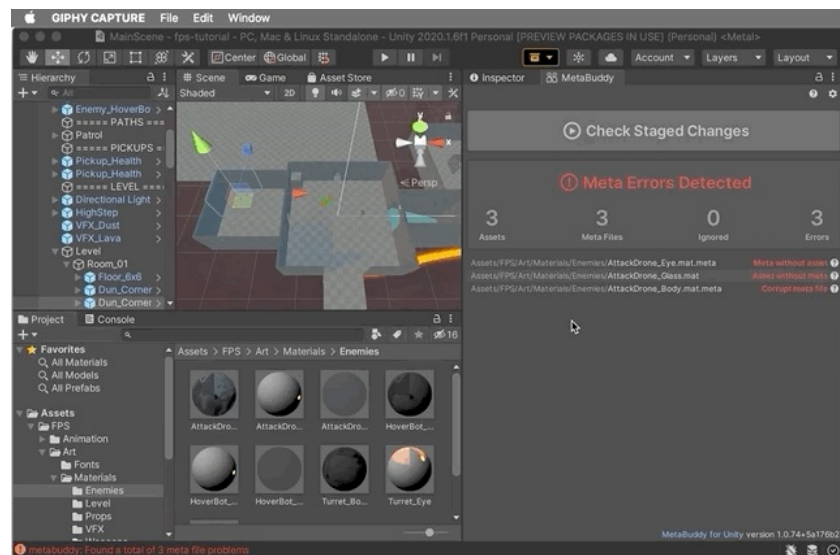 GIPHY CAPTURE File Edit Window
MainScene - fps-tutorial - PC, Mac & Linux Standalone - Unity 2020.1.6f1 Personal [PREVIEW PACKAGES IN USE] (Personal) <Metal>
Center Global Account Layers Layout
Hierarchy
Scene Game Asset Store
Inspector MetaBuddy
All
Shaded 2D 0
Enemy_HoverBo
===== PATHS ===
Patrol
===== PICKUPS =
Pickup_Health
Pickup_Health
===== LEVEL ===
Directional Light
HighStep
VFX_Dust
VFX_Lava
Level
Room_01
Floor_6x6
Dun_Corner
Dun_Corner
y
x
Persp
Check Staged Changes
Meta Errors Detected
3 3 0 3
Assets Meta Files Ignored Errors
Assets/FPS/Art/Materials/Enemies/AttackDrone_Eye.mat.meta Meta without asset
Assets/FPS/Art/Materials/Enemies/AttackDrone_Glass.mat Asset without meta
Assets/FPS/Art/Materials/Enemies/AttackDrone_Body.mat.meta Corrupt meta file
Project Console
16
Favorites
All Materials
All Models
All Prefabs
Assets
FPS
Animation
Art
Fonts
Materials
Enemies
Level
Props
VFX
Assets > FPS > Art > Materials > Enemies
AttackDro... AttackDro... AttackDro... HoverBot_...
HoverBot_... HoverBot_... Turret_Bo... Turret_Eye
MetaBuddy for Unity version 1.0.74+5a176b2
metabuddy: Found a total of 3 meta file problems